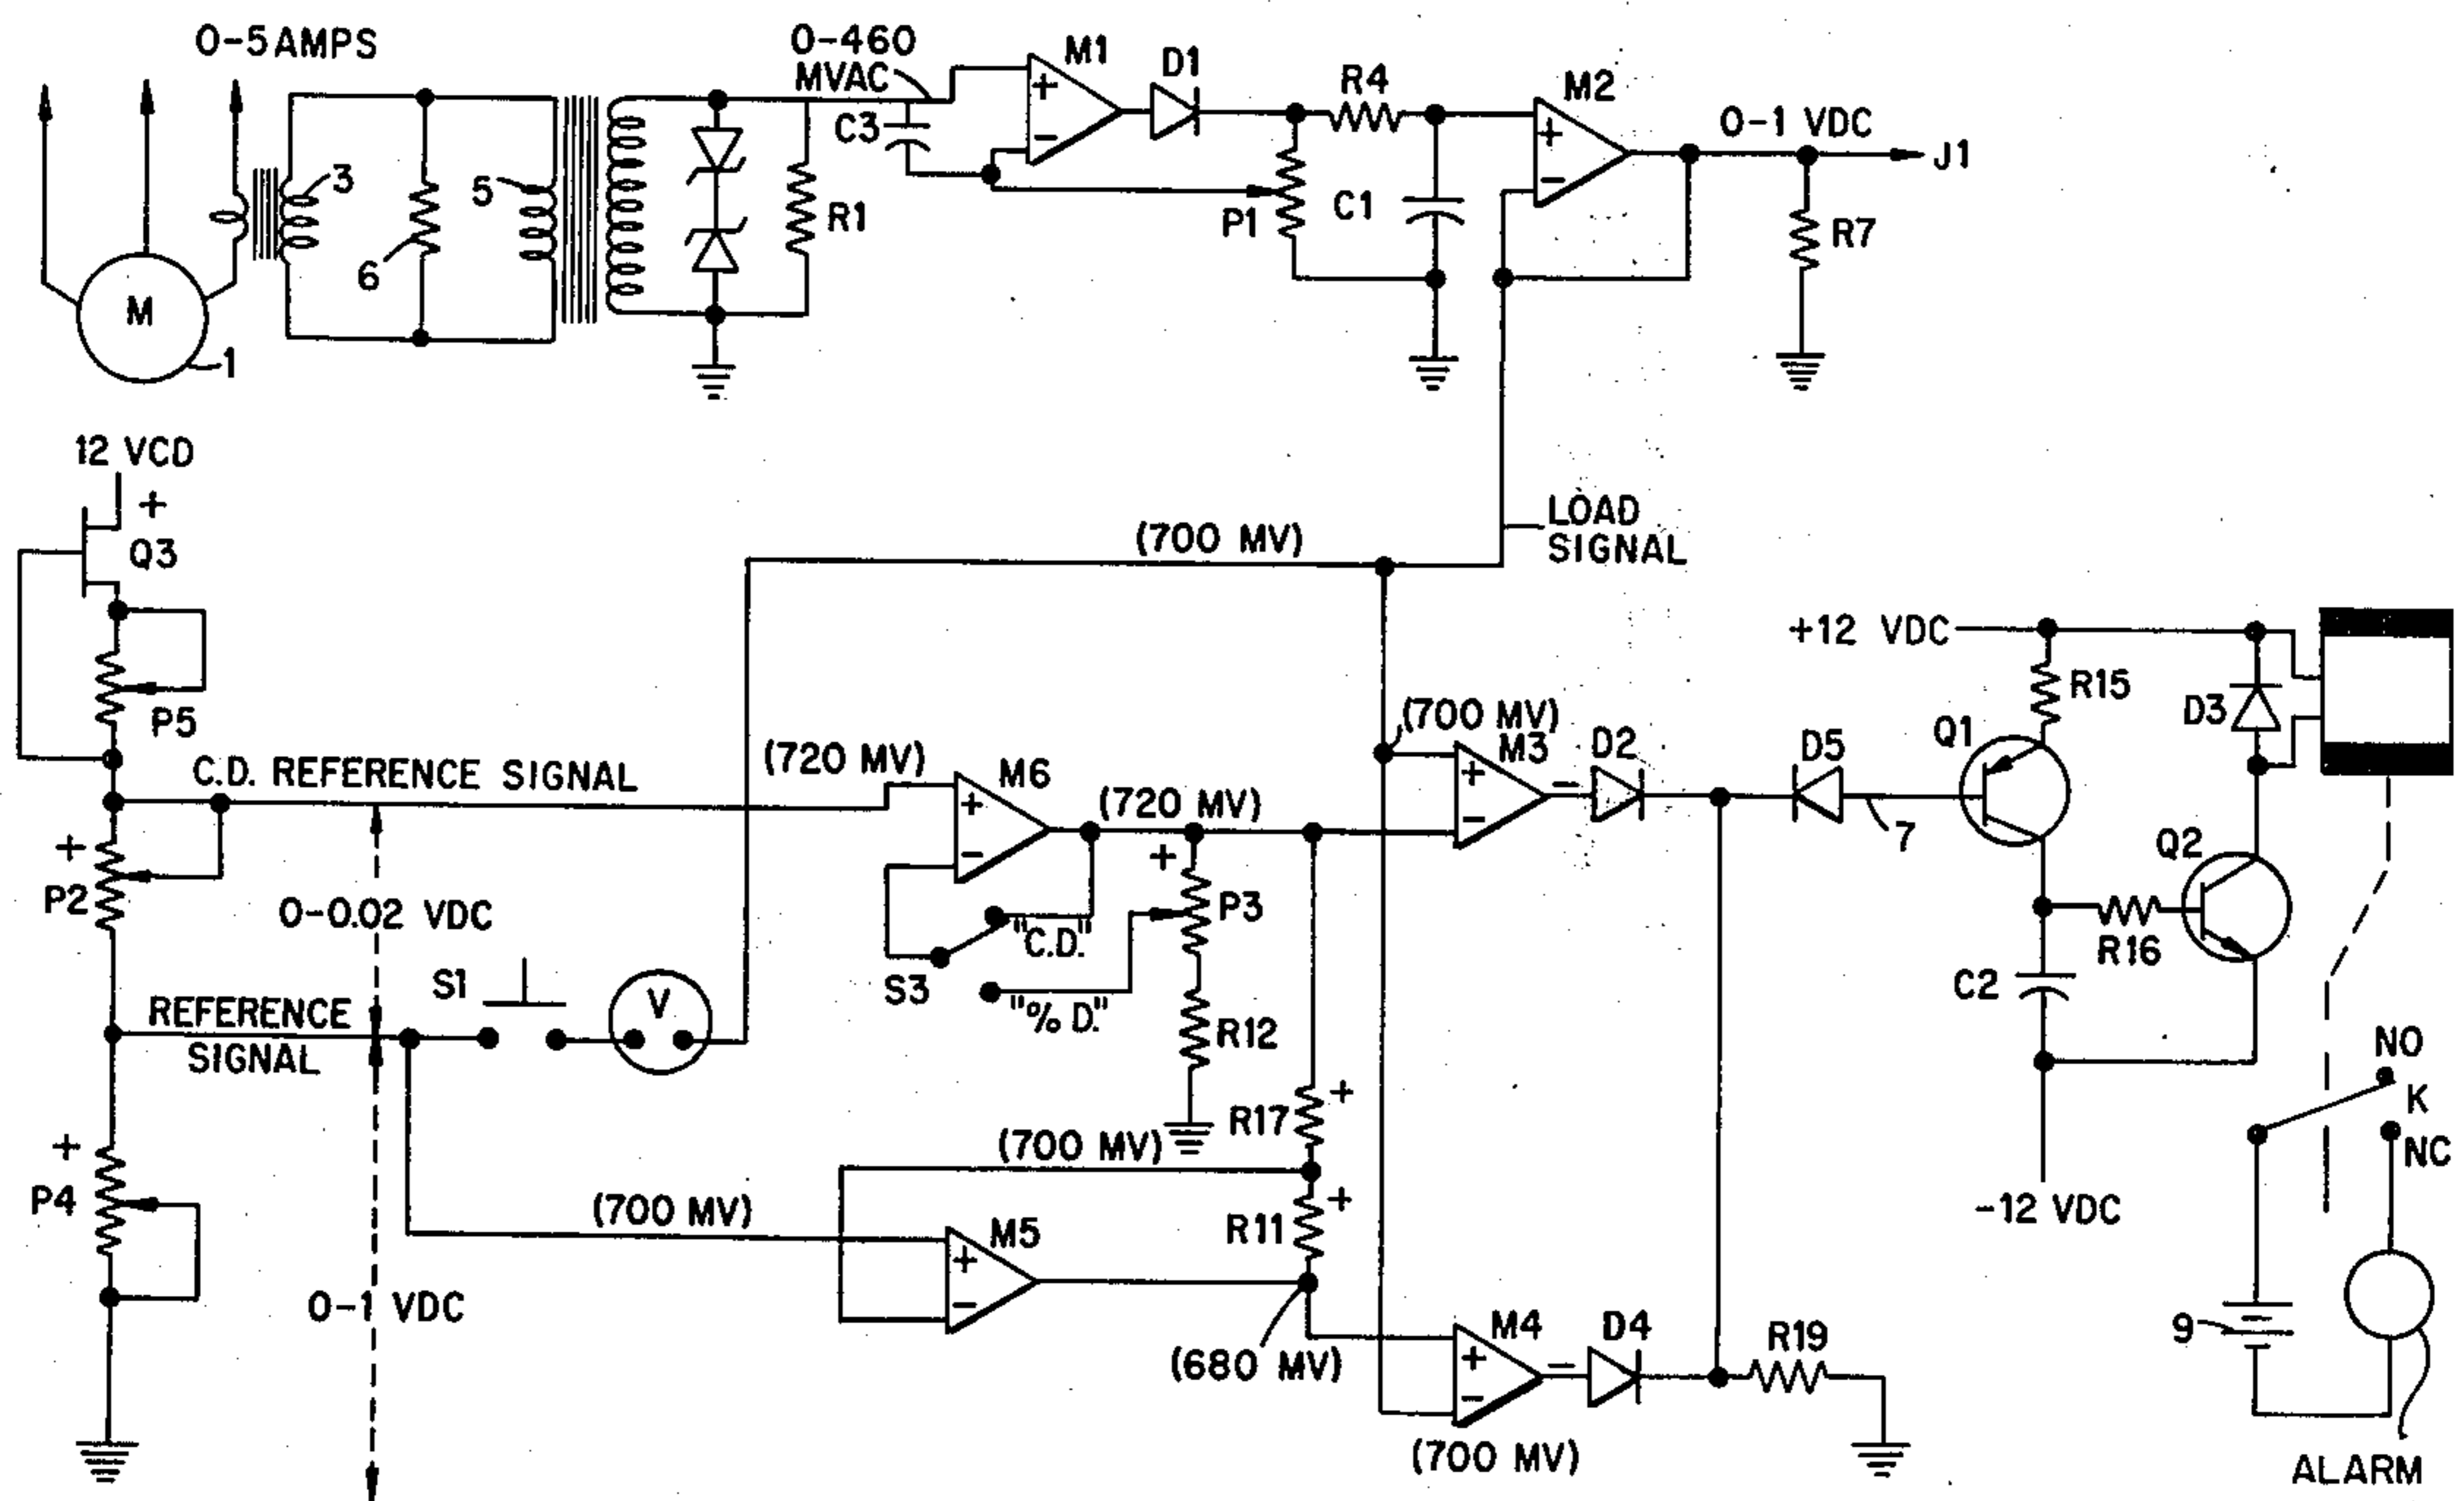 0-5 AMPS
0-460
MVAC
M1
D1
R4
M2
0-1 VDC
J1
C3
+
−
+
−
3
5
6
R1
P1
C1
R7
M
1
12 VCD
+
Q3
(700 MV)
LOAD
SIGNAL
+12 VDC
R15
D3
P5
(700 MV)
M3
D2
D5
Q1
C.D. REFERENCE SIGNAL
(720 MV)
M6
(720 MV)
+
−
+
−
−
7
Q2
+
P2
0-0.02 VDC
+
P3
"C.D."
S3
"% D."
R16
C2
S1
V
REFERENCE
SIGNAL
R12
NO
K
NC
R17
+
(700 MV)
+
P4
(700 MV)
R11
+
-12 VDC
M5
+
−
0-1 VDC
(680 MV)
M4
D4
R19
+
−
−
9
(700 MV)
ALARM